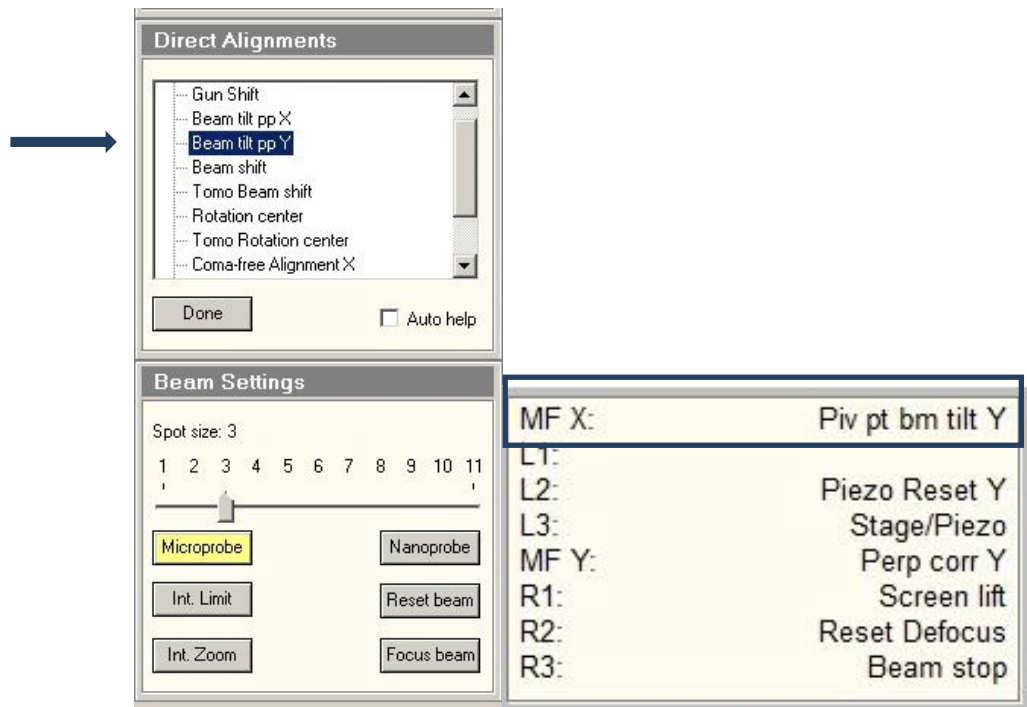 Direct Alignments
Gun Shift
Beam tilt pp X
Beam tilt pp Y
Beam shift
Tomo Beam shift
Rotation center
Tomo Rotation center
Coma-free Alignment X
Done
Auto help
Beam Settings
Spot size: 3
1 2 3 4 5 6 7 8 9 10 11
Microprobe Nanoprobe
Int. Limit Reset beam
Int. Zoom Focus beam
MF X: Piv pt bm tilt Y
L1:
L2: Piezo Reset Y
L3: Stage/Piezo
MF Y: Perp corr Y
R1: Screen lift
R2: Reset Defocus
R3: Beam stop